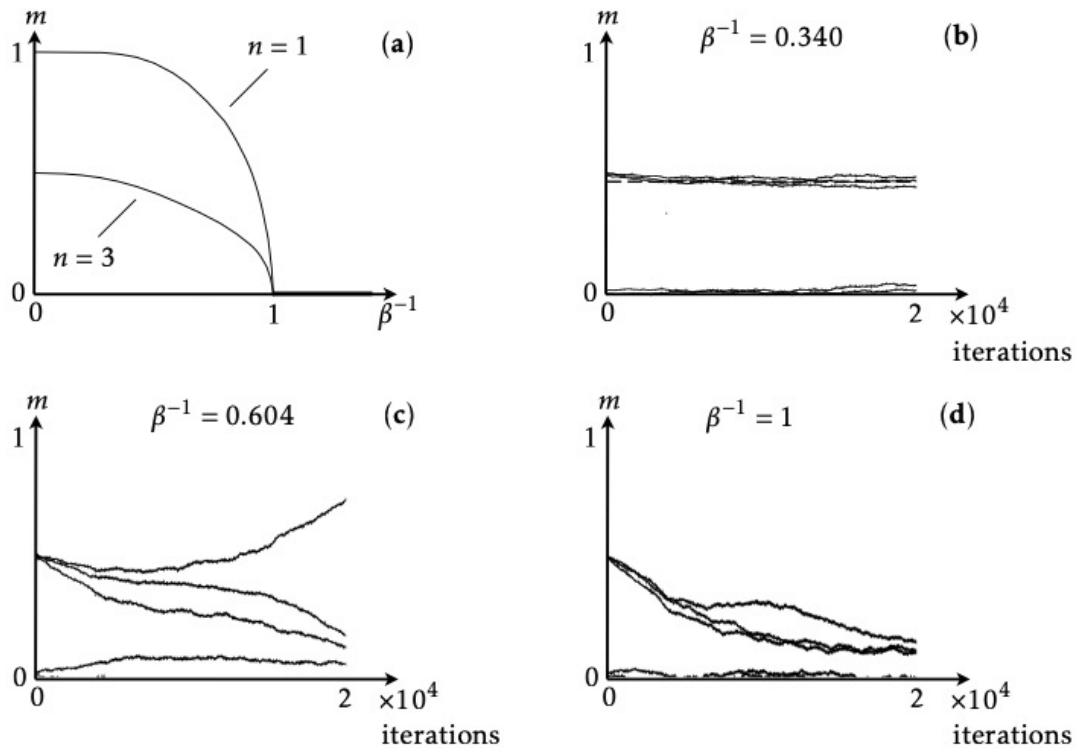 m
1
n = 1
(a)
n = 3
0
0
1
β⁻¹
m
1
β⁻¹ = 0.340
(b)
0
0
2
×10⁴
iterations
m
1
β⁻¹ = 0.604
(c)
0
0
2
×10⁴
iterations
m
1
β⁻¹ = 1
(d)
0
0
2
×10⁴
iterations